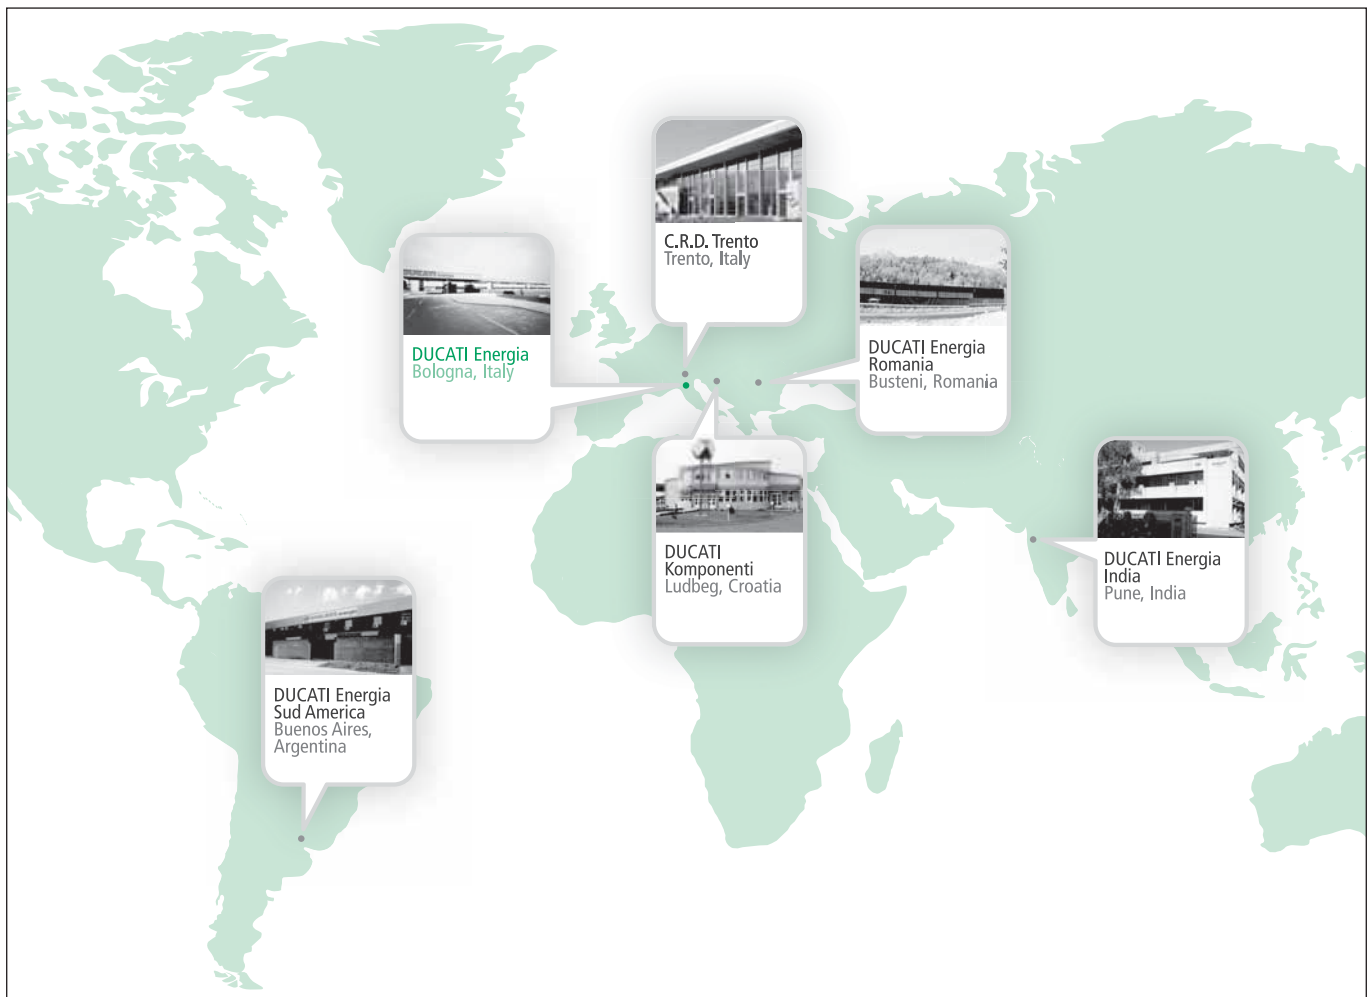 C.R.D. Trento
Trento, Italy
DUCATI Energia
Bologna, Italy
DUCATI Energia
Romania
Busteni, Romania
DUCATI
Komponenti
Ludbeg, Croatia
DUCATI Energia
India
Pune, India
DUCATI Energia
Sud America
Buenos Aires,
Argentina